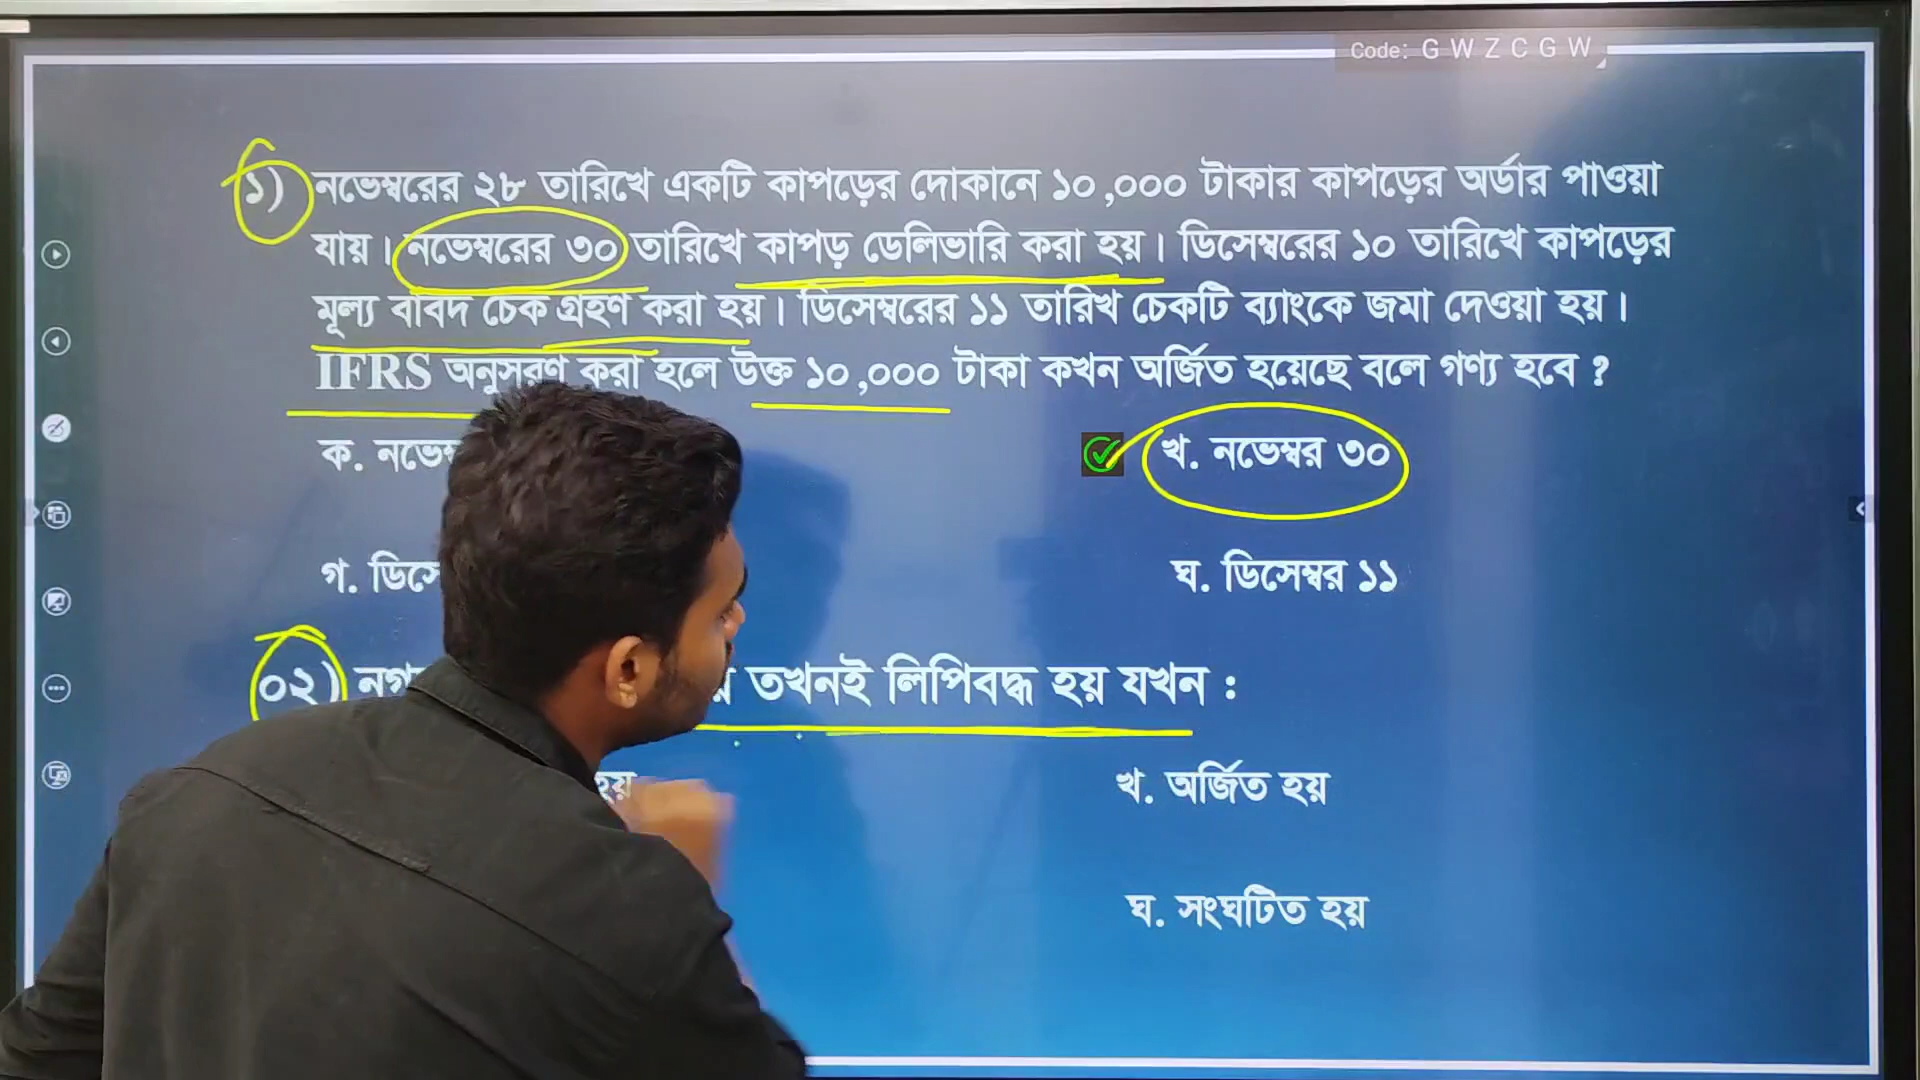 Code: G W Z C G W
১) নভেম্বরের ২৮ তারিখে একটি কাপড়ের দোকানে ১০,০০০ টাকার কাপড়ের অর্ডার পাওয়া
যায়। নভেম্বরের ৩০ তারিখে কাপড় ডেলিভারি করা হয়। ডিসেম্বরের ১০ তারিখে কাপড়ের
মূল্য বাবদ চেক গ্রহণ করা হয়। ডিসেম্বরের ১১ তারিখ চেকটি ব্যাংকে জমা দেওয়া হয়।
IFRS অনুসরণ করা হলে উক্ত ১০,০০০ টাকা কখন অর্জিত হয়েছে বলে গণ্য হবে ?
ক. খ. নভেম্বর ৩০
গ. ঘ. ডিসেম্বর ১১
০২) তখনই লিপিবদ্ধ হয় যখন :
হয় খ. অর্জিত হয়
ঘ. সংঘটিত হয়